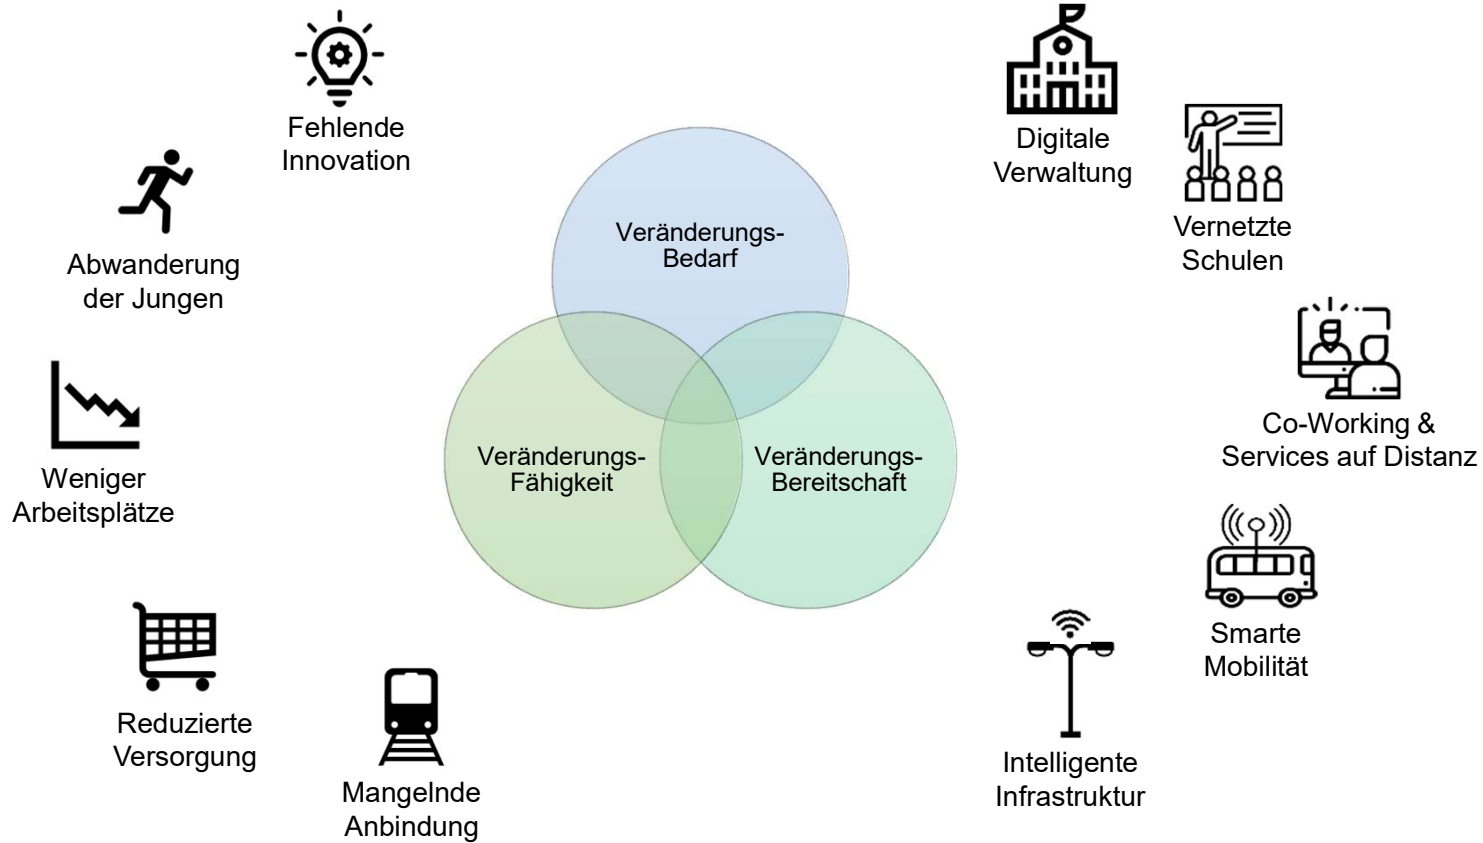 Fehlende
Innovation
Abwanderung
der Jungen
Weniger
Arbeitsplätze
Reduzierte
Versorgung
Mangelnde
Anbindung
Veränderungs-
Bedarf
Veränderungs-
Fähigkeit
Veränderungs-
Bereitschaft
Digitale
Verwaltung
Vernetzte
Schulen
Co-Working &
Services auf Distanz
Smarte
Mobilität
Intelligente
Infrastruktur